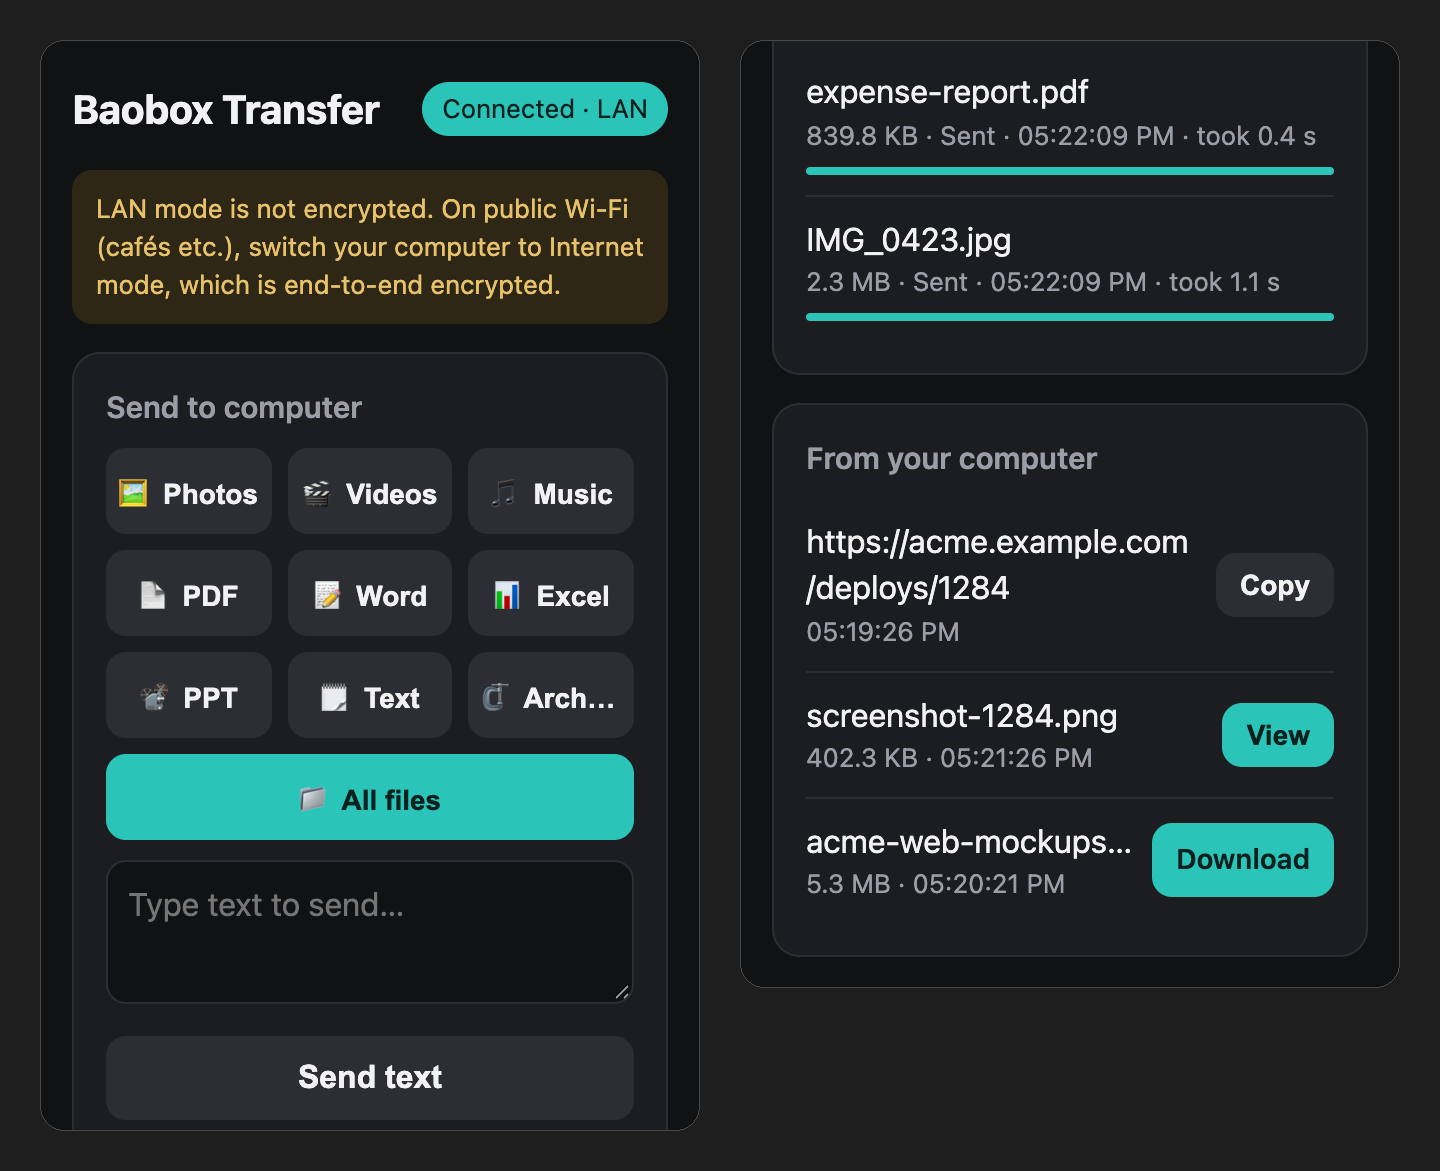 Baobox Transfer
Connected · LAN
LAN mode is not encrypted. On public Wi-Fi
(cafés etc.), switch your computer to Internet
mode, which is end-to-end encrypted.
Send to computer
Photos
Videos
Music
PDF
Word
Excel
PPT
Text
Arch...
All files
Type text to send...
Send text
expense-report.pdf
839.8 KB · Sent · 05:22:09 PM · took 0.4 s
IMG_0423.jpg
2.3 MB · Sent · 05:22:09 PM · took 1.1 s
From your computer
https://acme.example.com
/deploys/1284
Copy
05:19:26 PM
screenshot-1284.png
View
402.3 KB · 05:21:26 PM
acme-web-mockups...
Download
5.3 MB · 05:20:21 PM